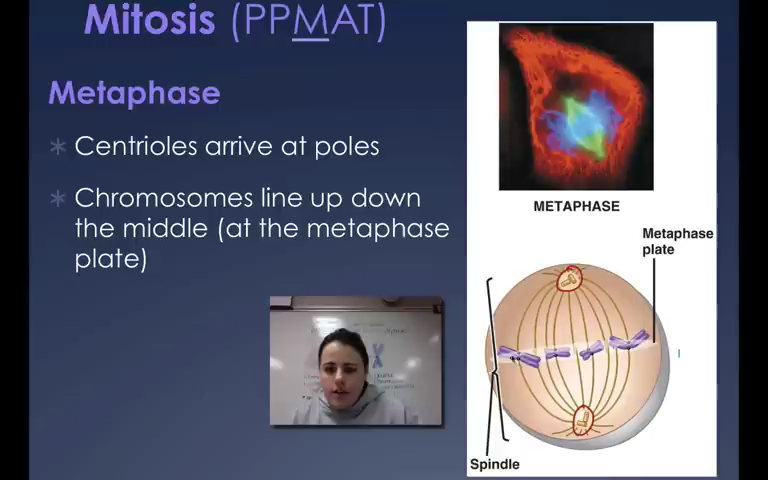 Mitosis (PPMAT)
Metaphase
Centrioles arrive at poles
Chromosomes line up down
the middle (at the metaphase
plate)
METAPHASE
Metaphase
plate
Spindle